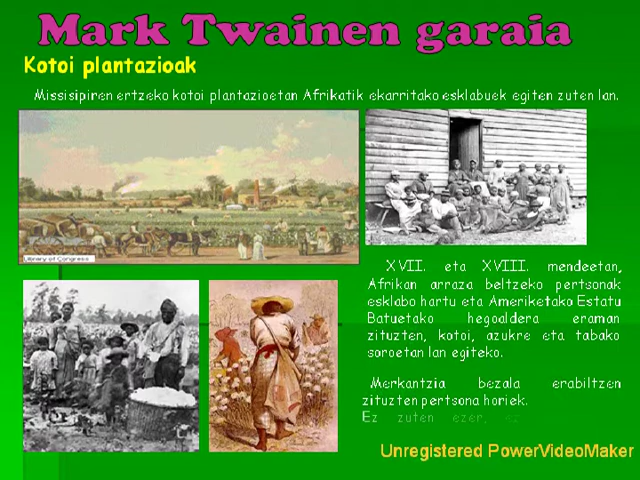 Mark Twainen garaia
Kotoi plantazioak
Missisipiren ertzeko kotoi plantazioetan Afrikatik ekarritako esklabuek egiten zuten lan.
Library of Congress
XVII. eta XVIII. mendeetan,
Afrikan arraza beltzeko pertsonak
esklabo hartu eta Ameriketako Estatu
Batuetako hegoaldera eraman
zituzten, kotoi, azukre eta tabako
soroetan lan egiteko.
Merkantzia bezala erabiltzen
zituzten pertsona horiek.
Ez zuten ezer, ez
Unregistered PowerVideoMaker